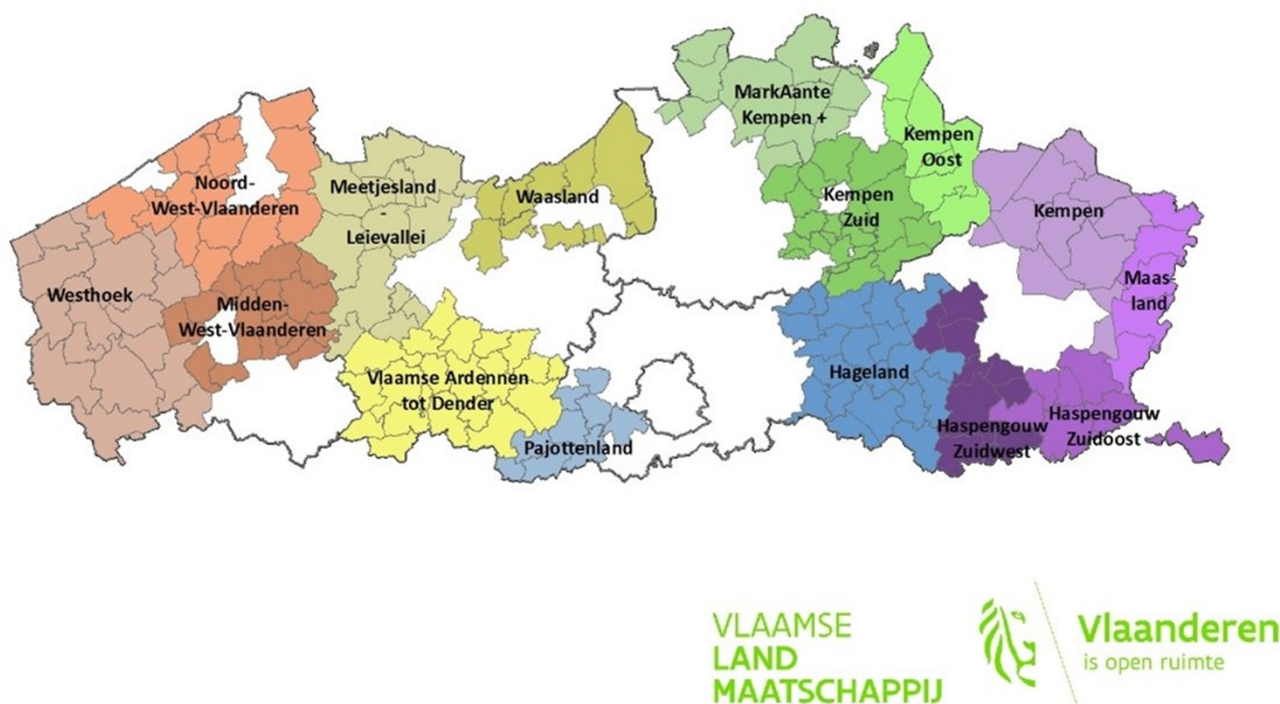 MarkAante
Kempen +
Kempen
Oost
Noord-
West-Vlaanderen
Meetjesland
-
Leievallei
Waasland
Kempen
Zuid
Kempen
Westhoek
Midden-
West-Vlaanderen
Maas-
land
Vlaamse Ardennen
tot Dender
Hageland
Pajottenland
Haspengouw
Zuidwest
Haspengouw
Zuidoost
VLAAMSE
LAND
MAATSCHAPPIJ
Vlaanderen
is open ruimte